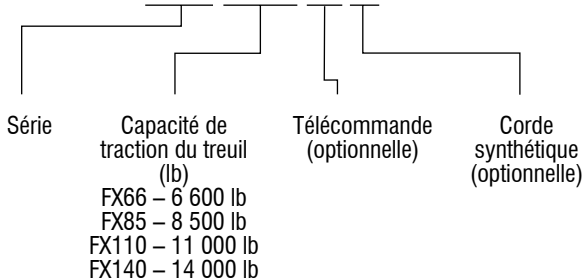 Série
Capacité de
traction du treuil
(lb)
FX66 – 6 600 lb
FX85 – 8 500 lb
FX110 – 11 000 lb
FX140 – 14 000 lb
Télécommande
(optionnelle)
Corde
synthétique
(optionnelle)